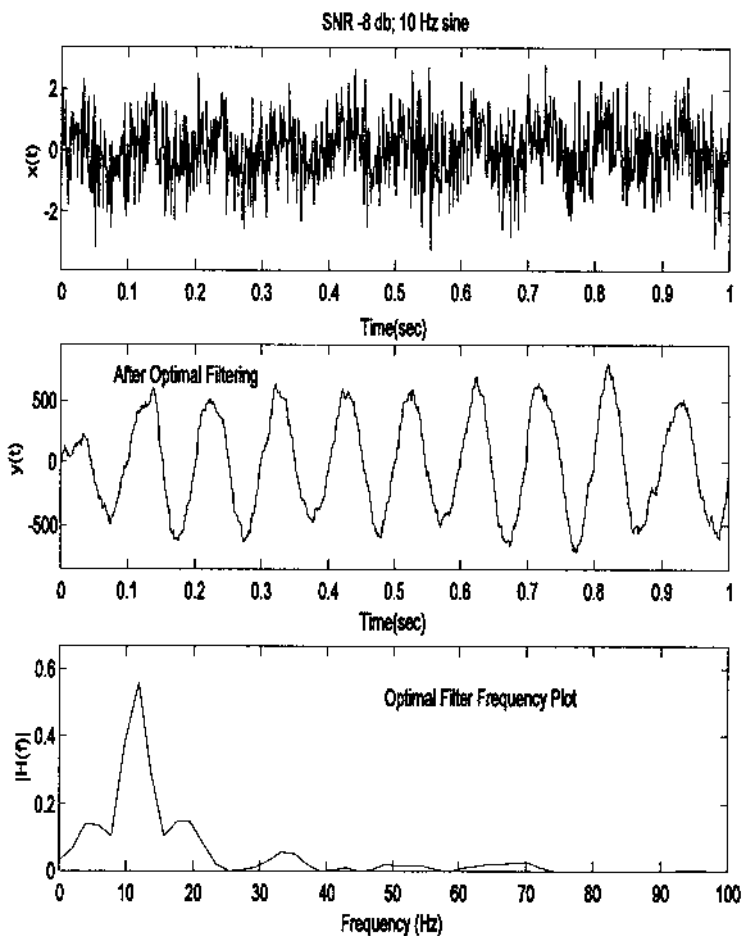 SNR -8 db; 10 Hz sine
x(t)
2
0
-2
0 0.1 0.2 0.3 0.4 0.5 0.6 0.7 0.8 0.9 1
Time(sec)
After Optimal Filtering
y(t)
500
0
-500
0 0.1 0.2 0.3 0.4 0.5 0.6 0.7 0.8 0.9 1
Time(sec)
Optimal Filter Frequency Plot
|H(f)|
0.6
0.4
0.2
0
0 10 20 30 40 50 60 70 80 90 100
Frequency (Hz)